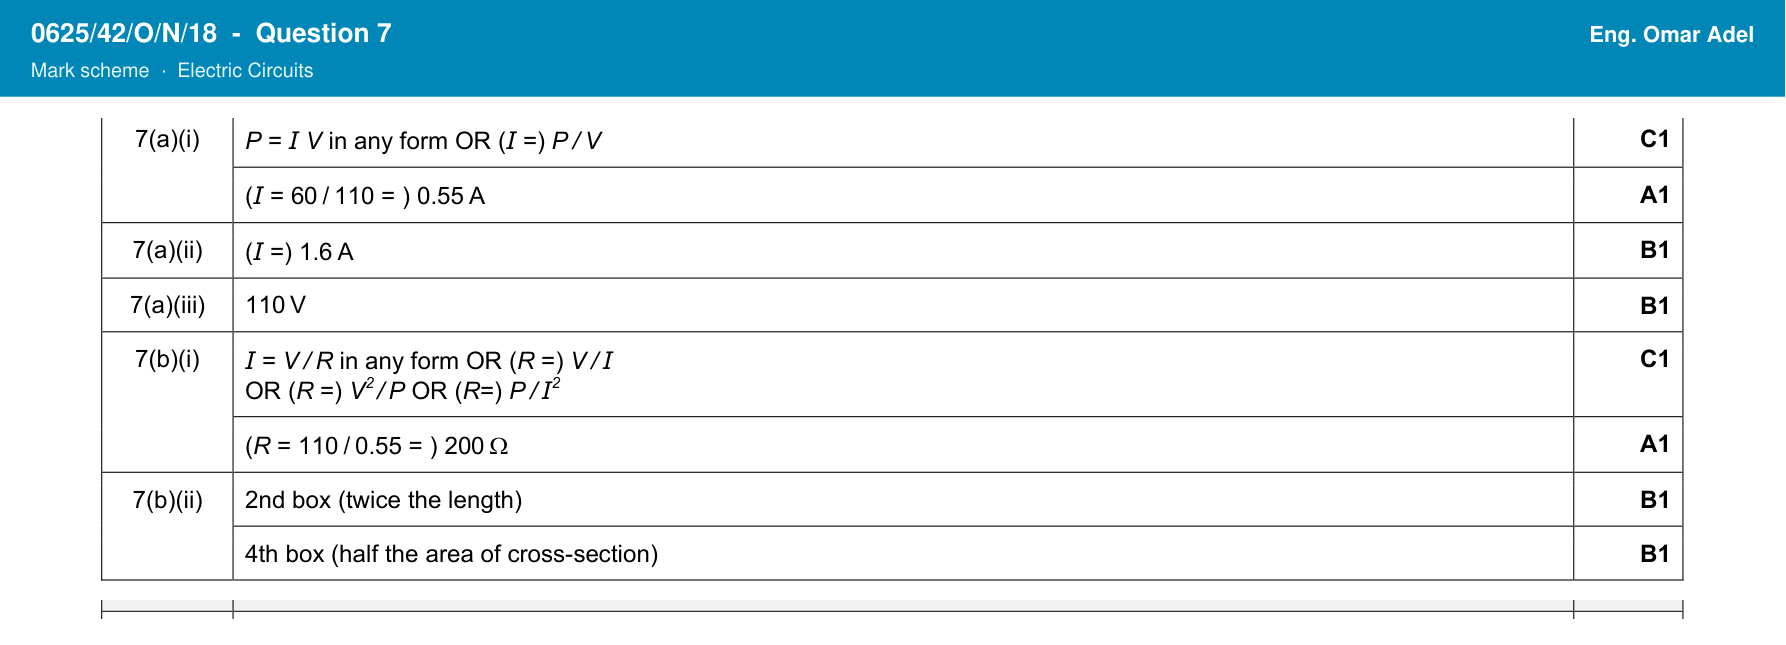 0625/42/O/N/18 - Question 7
Eng. Omar Adel
Mark scheme · Electric Circuits
7(a)(i) P = I V in any form OR (I =) P / V C1
(I = 60 / 110 = ) 0.55 A A1
7(a)(ii) (I =) 1.6 A B1
7(a)(iii) 110 V B1
7(b)(i) I = V / R in any form OR (R =) V / I C1
OR (R =) V² / P OR (R=) P / I²
(R = 110 / 0.55 = ) 200 Ω A1
7(b)(ii) 2nd box (twice the length) B1
4th box (half the area of cross-section) B1